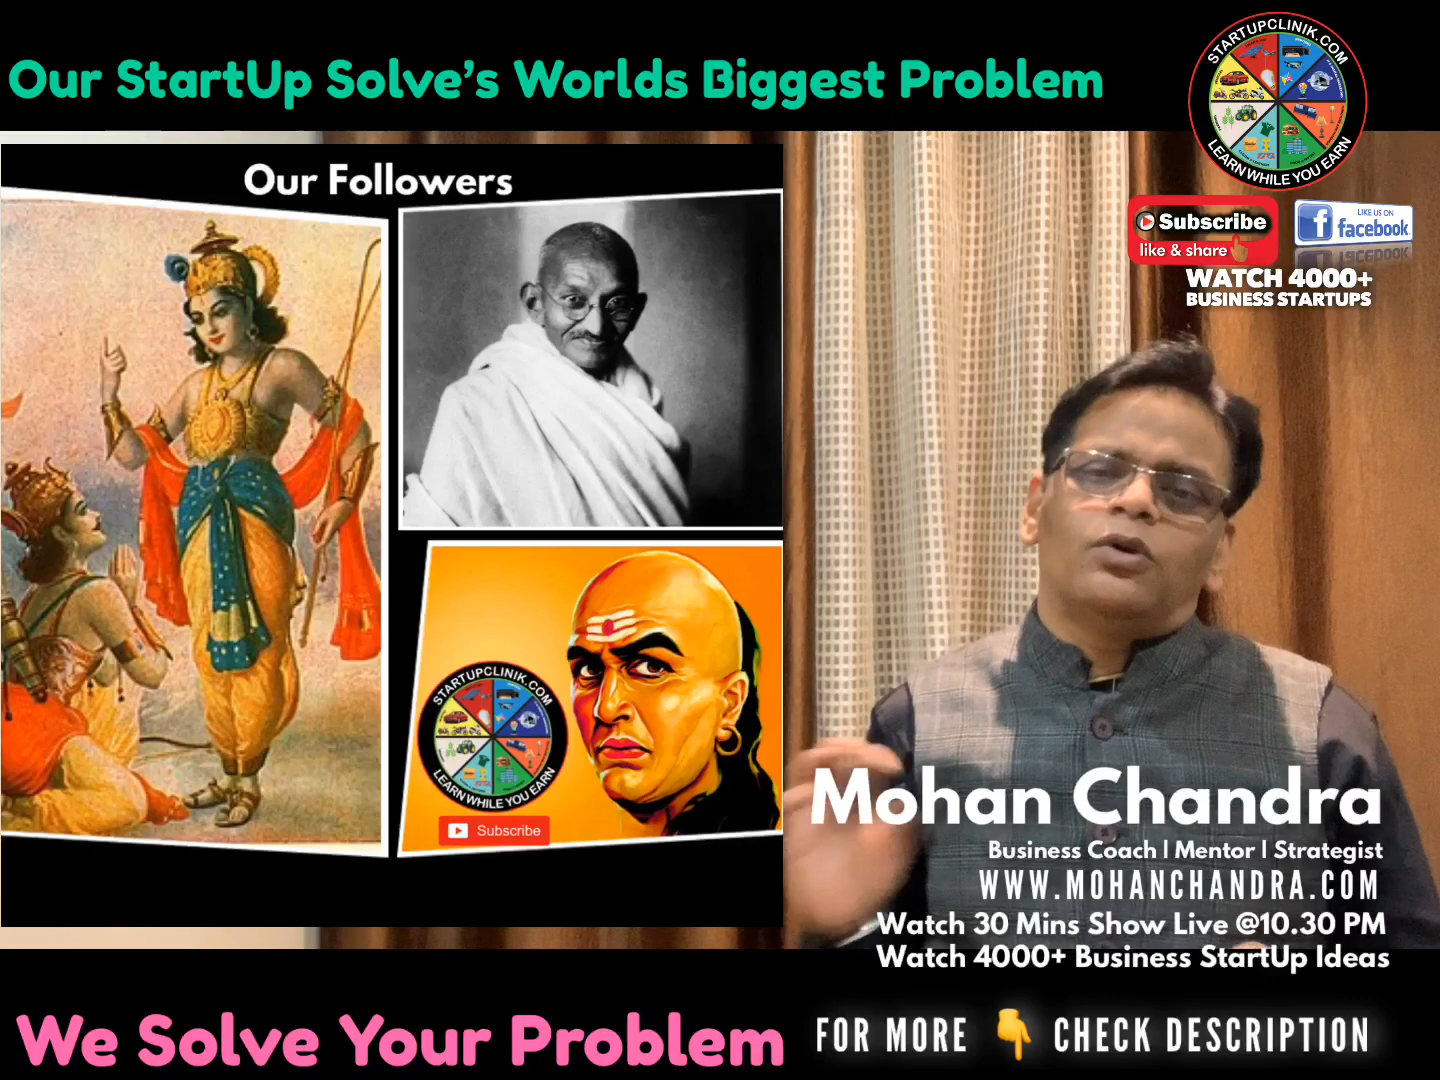 Our StartUp Solve's Worlds Biggest Problem
STARTUPCLINIK.COM
LEARN WHILE YOU EARN
Subscribe
like & share
LIKE US ON
facebook
WATCH 4000+
BUSINESS STARTUPS
Our Followers
STARTUPCLINIK.COM
LEARN WHILE YOU EARN
Subscribe
Mohan Chandra
Business Coach | Mentor | Strategist
WWW.MOHANCHANDRA.COM
Watch 30 Mins Show Live @10.30 PM
Watch 4000+ Business StartUp Ideas
We Solve Your Problem
FOR MORE 👇 CHECK DESCRIPTION